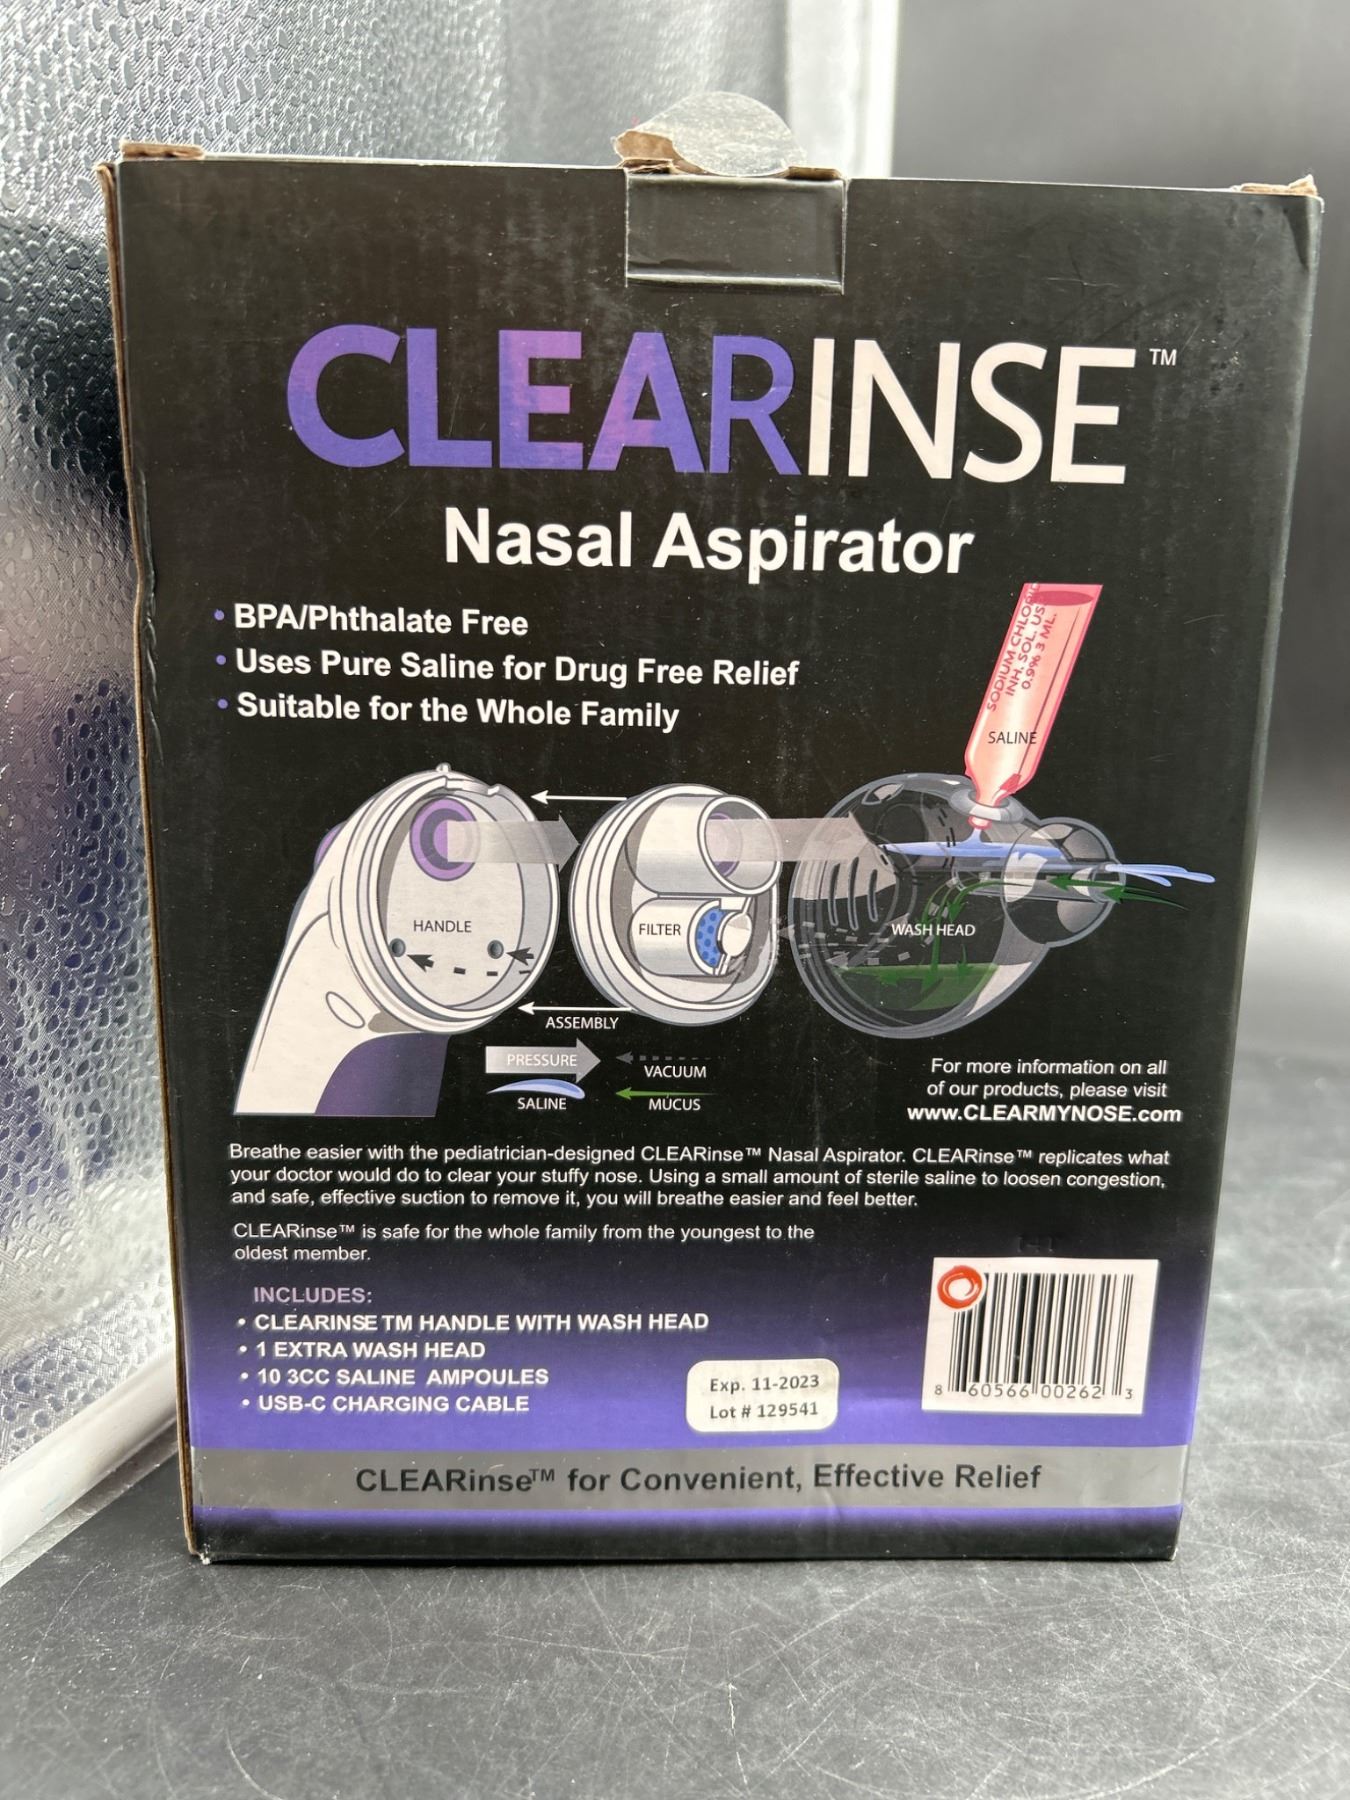 CLEARINSE™
Nasal Aspirator
• BPA/Phthalate Free
• Uses Pure Saline for Drug Free Relief
• Suitable for the Whole Family
SODIUM CHLORIDE
INH. SOL. US
0.9% 3 ML.
SALINE
HANDLE
FILTER
WASH HEAD
ASSEMBLY
PRESSURE
VACUUM
SALINE
MUCUS
For more information on all
of our products, please visit
www.CLEARMYNOSE.com
Breathe easier with the pediatrician-designed CLEARinse™ Nasal Aspirator. CLEARinse™ replicates what
your doctor would do to clear your stuffy nose. Using a small amount of sterile saline to loosen congestion,
and safe, effective suction to remove it, you will breathe easier and feel better.
CLEARinse™ is safe for the whole family from the youngest to the
oldest member.
INCLUDES:
• CLEARINSE TM HANDLE WITH WASH HEAD
• 1 EXTRA WASH HEAD
• 10 3CC SALINE AMPOULES
• USB-C CHARGING CABLE
Exp. 11-2023
Lot # 129541
8 60566 00262 3
CLEARinse™ for Convenient, Effective Relief